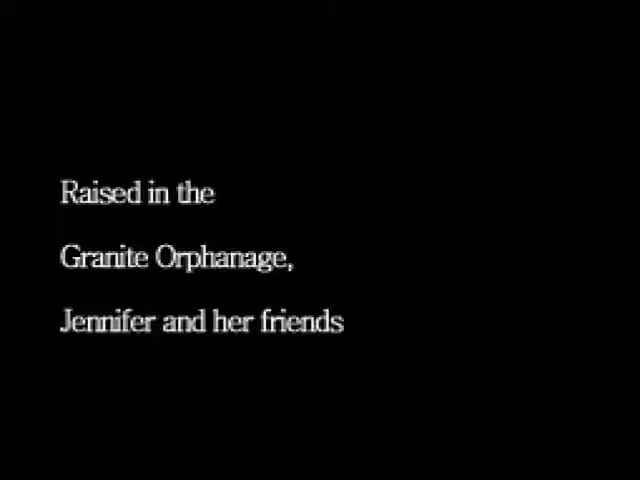 Raised in the
Granite Orphanage,
Jennifer and her friends